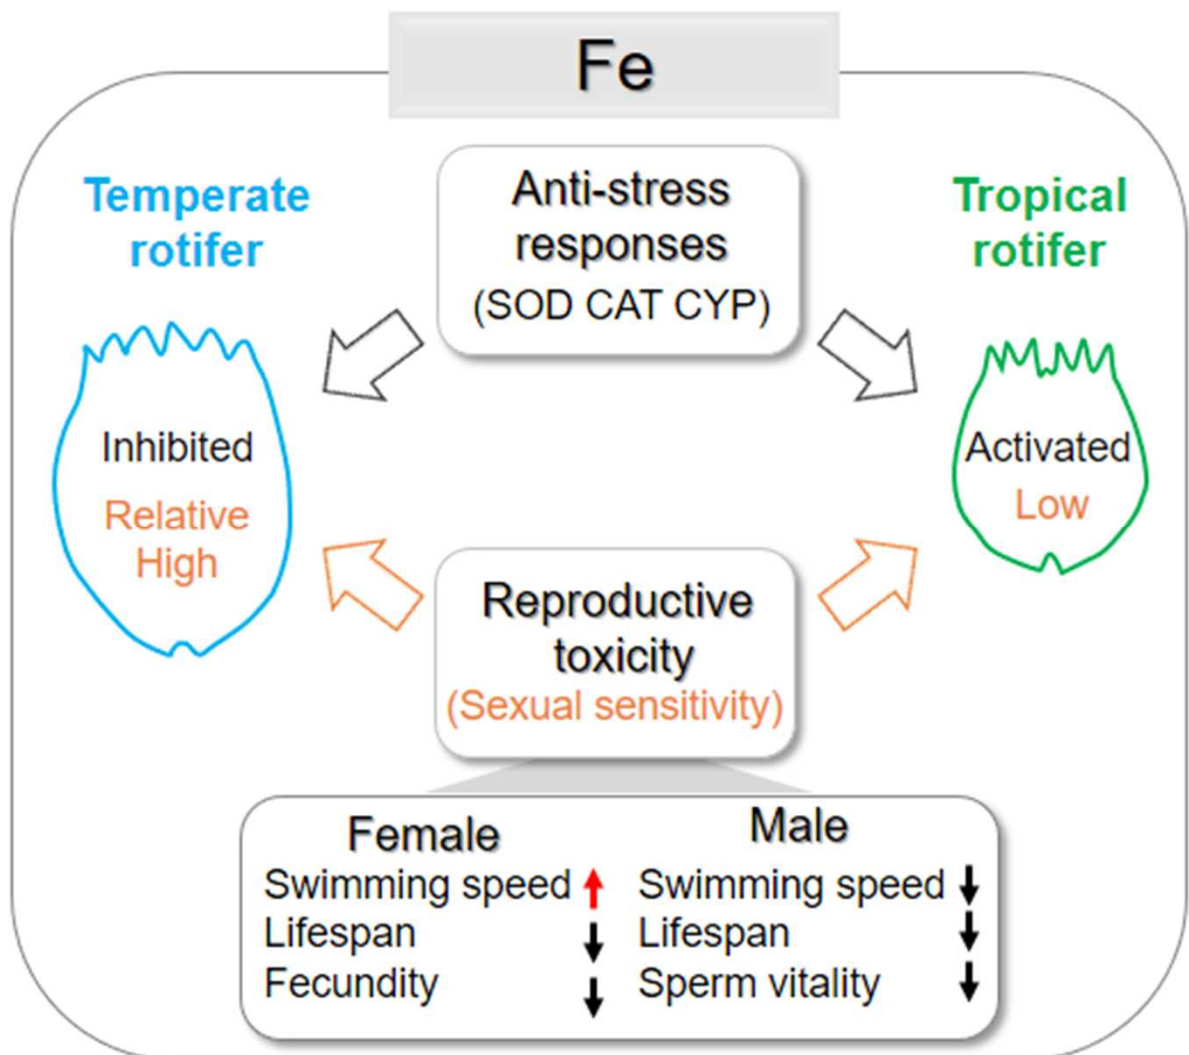 Fe
Temperate
rotifer
Anti-stress
responses
(SOD CAT CYP)
Tropical
rotifer
Inhibited
Relative
High
Activated
Low
Reproductive
toxicity
(Sexual sensitivity)
Female
Swimming speed
Lifespan
Fecundity
Male
Swimming speed
Lifespan
Sperm vitality